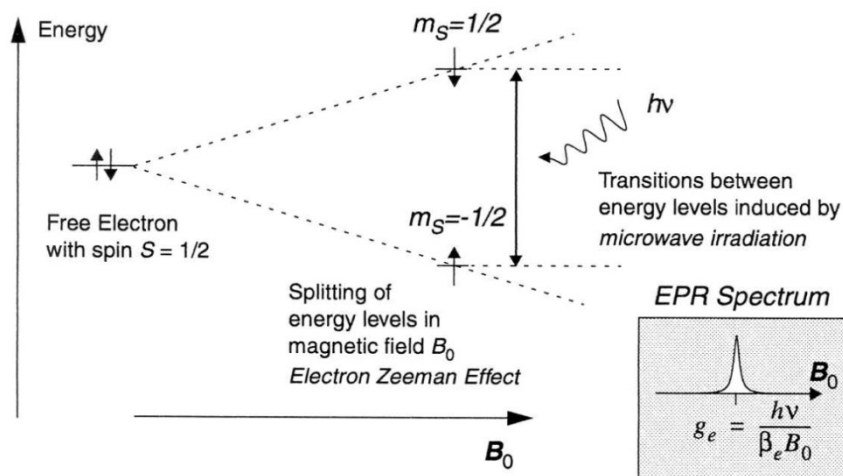 Energy
m_S=1/2
hν
Free Electron
with spin S = 1/2
m_S=-1/2
Transitions between
energy levels induced by
microwave irradiation
Splitting of
energy levels in
magnetic field B_0
Electron Zeeman Effect
B_0
EPR Spectrum
B_0
g_e = hν / β_e B_0